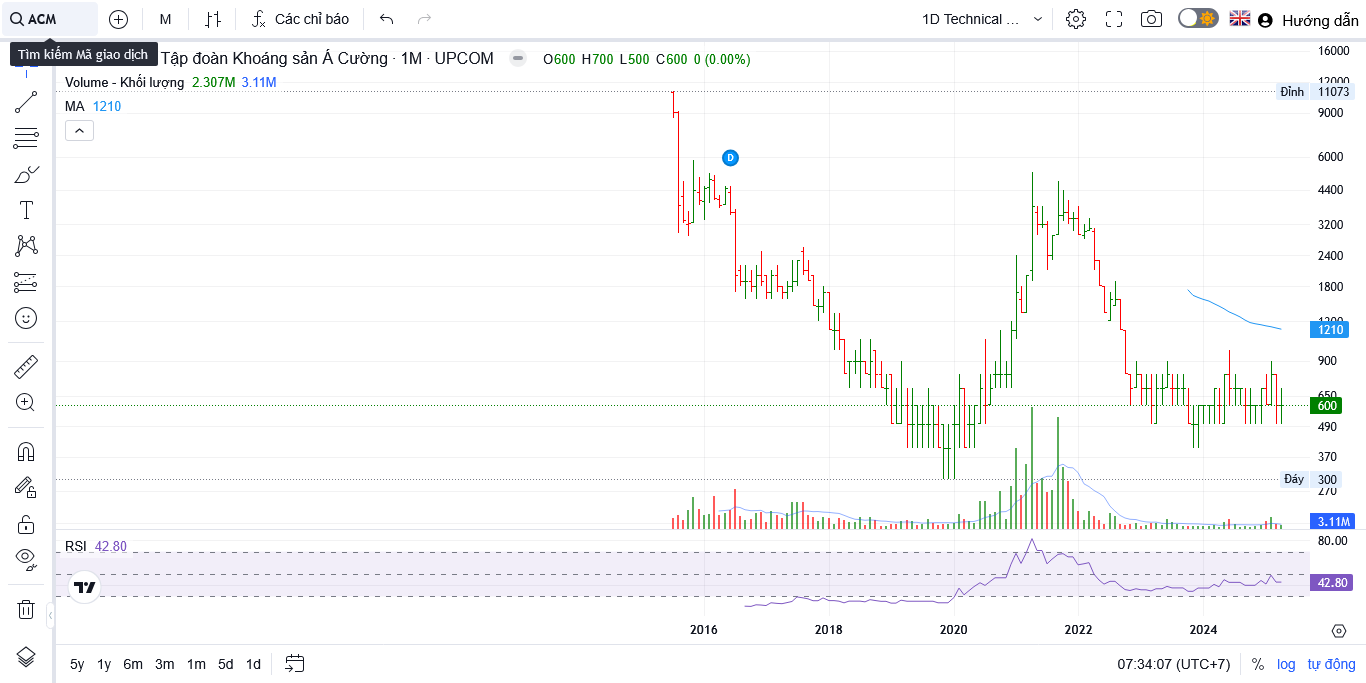 ACM M Các chỉ báo 1D Technical ... Hướng dẫn
Tìm kiếm Mã giao dịch
Tập đoàn Khoáng sản Á Cường · 1M · UPCOM O600 H700 L500 C600 0 (0.00%)
Volume - Khối lượng 2.307M 3.11M
MA 1210
D
16000
12000
Đỉnh 11073
9000
6000
4400
3200
2400
1800
1200
1210
900
650
600
490
370
Đáy 300
270
3.11M
RSI 42.80
80.00
42.80
2016 2018 2020 2022 2024
5y 1y 6m 3m 1m 5d 1d 07:34:07 (UTC+7) % log tự động